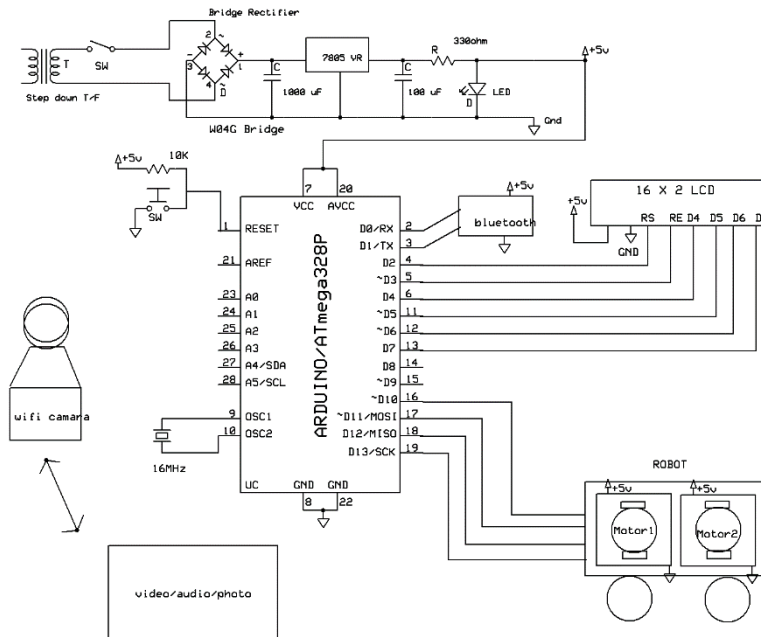 Bridge Rectifier
2 ~
T
SW
- +
3 1
4 ~
D
Step down T/F
W04G Bridge
C
1000 uF
7805 VR
C
100 uF
R 330ohm
D LED
+5v
Gnd
+5v 10K
SW
7 20
VCC AVCC
1 RESET
21 AREF
23 A0
24 A1
25 A2
26 A3
27 A4/SDA
28 A5/SCL
9 OSC1
10 OSC2
16MHz
UC GND GND
8 22
ARDUINO/ATmega328P
D0/RX 2
D1/TX 3
D2 4
~D3 5
D4 6
~D5 11
~D6 12
D7 13
D8 14
~D9 15
~D10 16
~D11/MOSI 17
D12/MISO 18
D13/SCK 19
+5v
bluetooth
16 X 2 LCD
+5v
RS RE D4 D5 D6 D
GND
wifi camara
video/audio/photo
ROBOT
+5v +5v
Motor1 Motor2